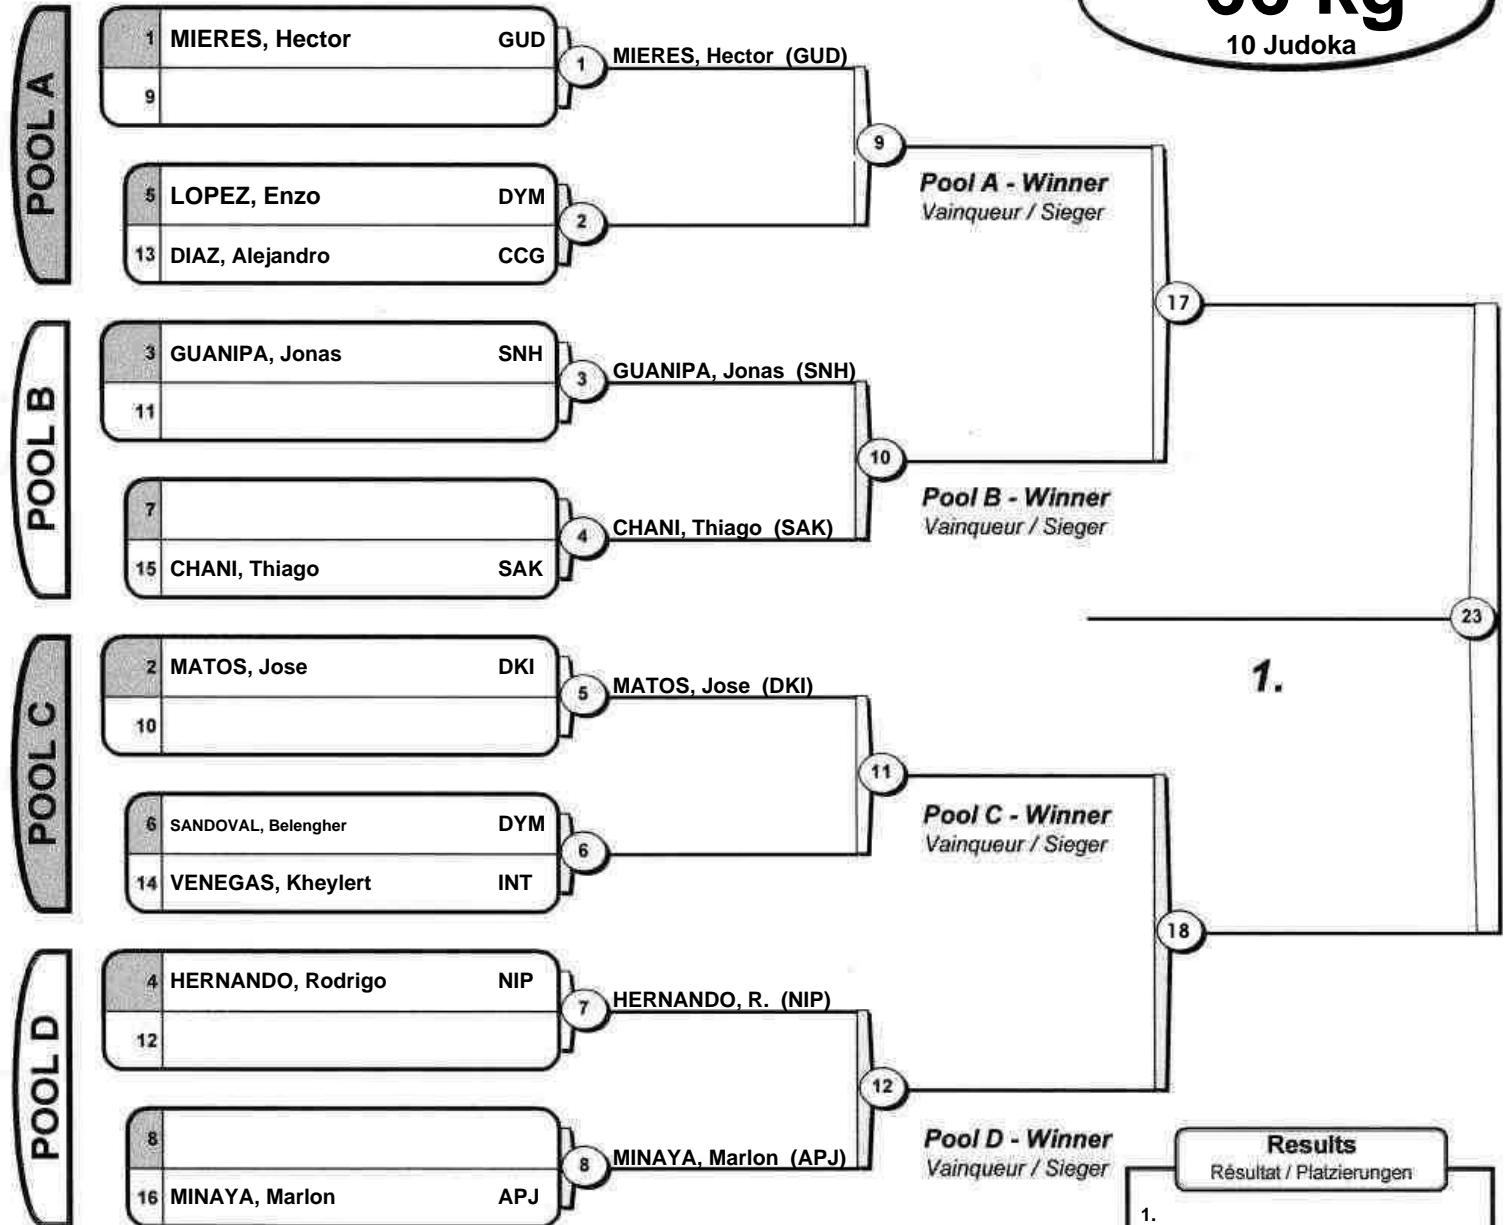 10 Judoka
POOL A
1 MIERES, Hector GUD
9
1
MIERES, Hector (GUD)
5 LOPEZ, Enzo DYM
13 DIAZ, Alejandro CCG
2
9
Pool A - Winner
Vainqueur / Sieger
POOL B
3 GUANIPA, Jonas SNH
11
3
GUANIPA, Jonas (SNH)
7
15 CHANI, Thiago SAK
4
CHANI, Thiago (SAK)
10
Pool B - Winner
Vainqueur / Sieger
17
23
1.
POOL C
2 MATOS, Jose DKI
10
5
MATOS, Jose (DKI)
6 SANDOVAL, Belengher DYM
14 VENEGAS, Kheylert INT
6
11
Pool C - Winner
Vainqueur / Sieger
18
POOL D
4 HERNANDO, Rodrigo NIP
12
7
HERNANDO, R. (NIP)
8
16 MINAYA, Marlon APJ
8
MINAYA, Marlon (APJ)
12
Pool D - Winner
Vainqueur / Sieger
Results
Résultat / Platzierungen
1.